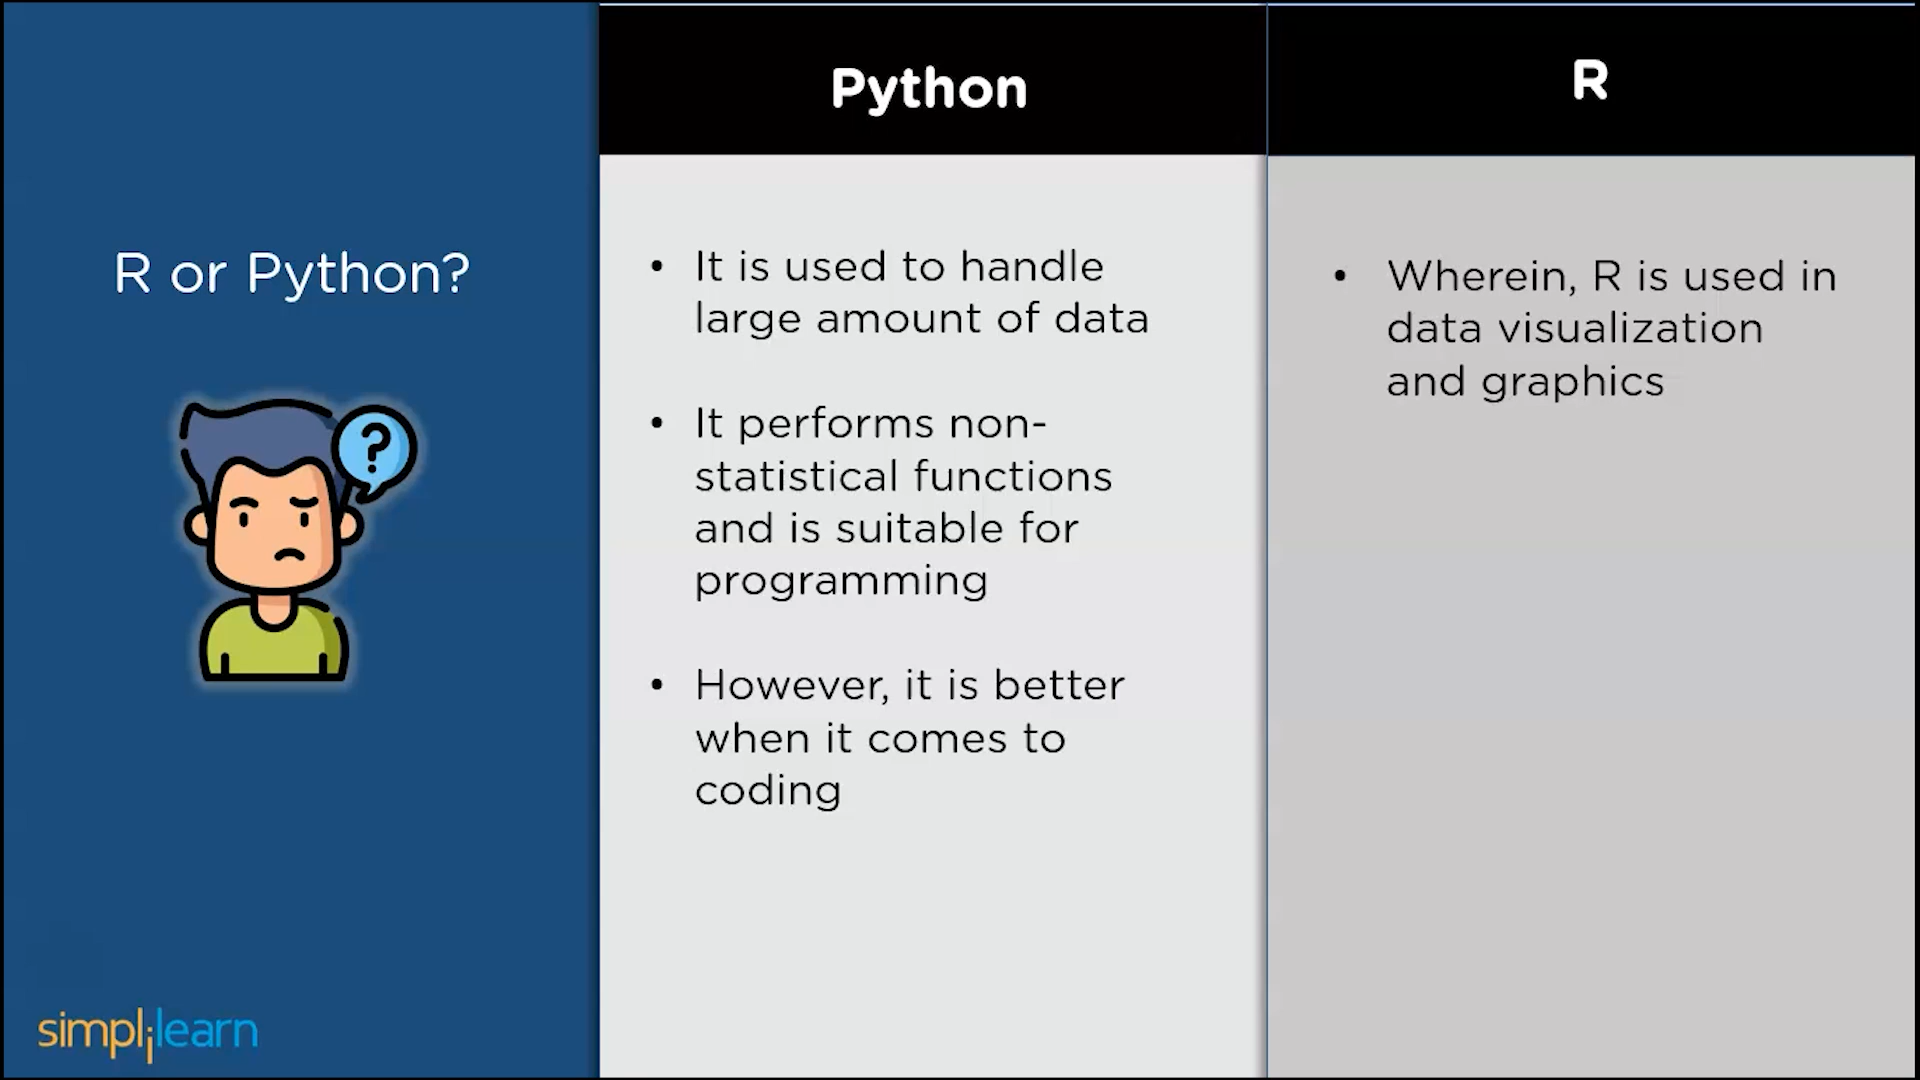 R or Python?
?
simplilearn
Python
• It is used to handle
large amount of data
• It performs non-
statistical functions
and is suitable for
programming
• However, it is better
when it comes to
coding
R
• Wherein, R is used in
data visualization
and graphics